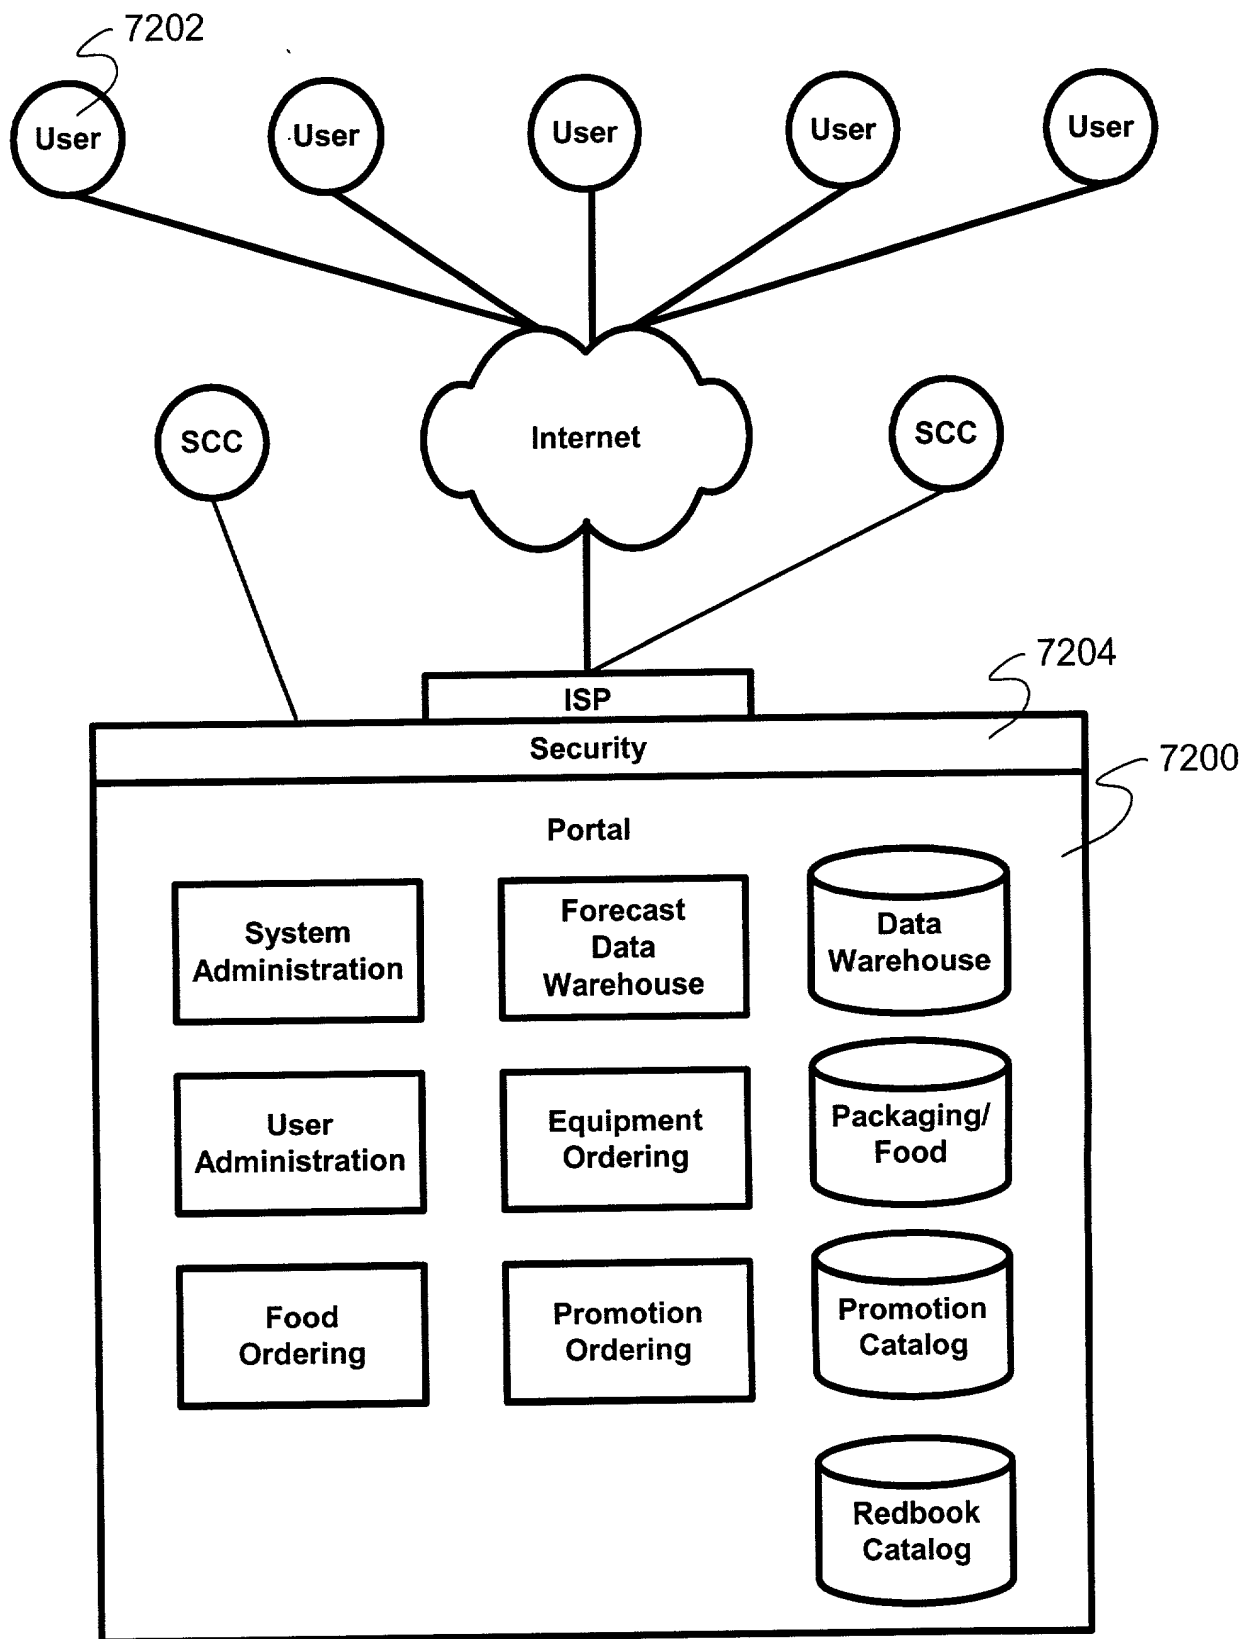 7202
User
User
User
User
User
SCC
Internet
SCC
7204
ISP
Security
7200
Portal
System
Administration
Forecast
Data
Warehouse
Data
Warehouse
User
Administration
Equipment
Ordering
Packaging/
Food
Food
Ordering
Promotion
Ordering
Promotion
Catalog
Redbook
Catalog